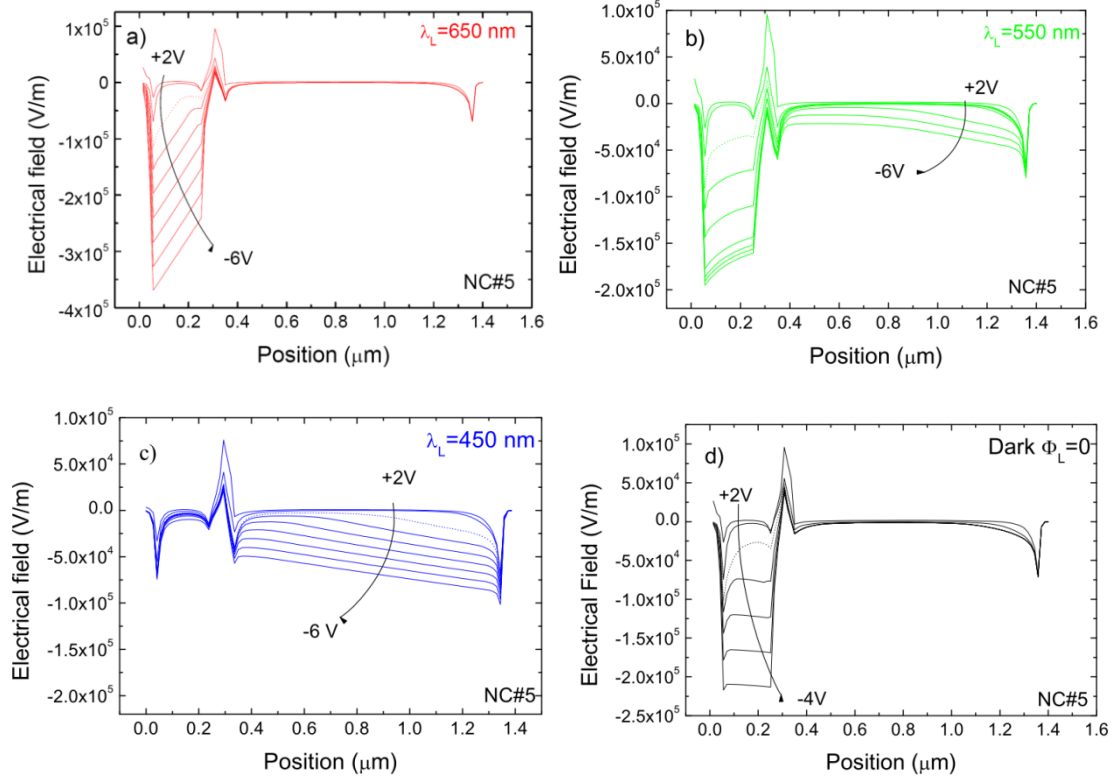 a)
λL=650 nm
+2V
-6V
NC#5
Electrical field (V/m)
1x10^5
0
-1x10^5
-2x10^5
-3x10^5
-4x10^5
0.0 0.2 0.4 0.6 0.8 1.0 1.2 1.4 1.6
Position (μm)
b)
λL=550 nm
+2V
-6V
NC#5
Electrical field (V/m)
1.0x10^5
5.0x10^4
0.0
-5.0x10^4
-1.0x10^5
-1.5x10^5
-2.0x10^5
0.0 0.2 0.4 0.6 0.8 1.0 1.2 1.4 1.6
Position (μm)
c)
λL=450 nm
+2V
-6 V
NC#5
Electrical field (V/m)
1.0x10^5
5.0x10^4
0.0
-5.0x10^4
-1.0x10^5
-1.5x10^5
-2.0x10^5
0.0 0.2 0.4 0.6 0.8 1.0 1.2 1.4
Position (μm)
d)
Dark ΦL=0
+2V
-4V
NC#5
Electrical Field (V/m)
1.0x10^5
5.0x10^4
0.0
-5.0x10^4
-1.0x10^5
-1.5x10^5
-2.0x10^5
-2.5x10^5
0.0 0.2 0.4 0.6 0.8 1.0 1.2 1.4 1.6
Position (μm)